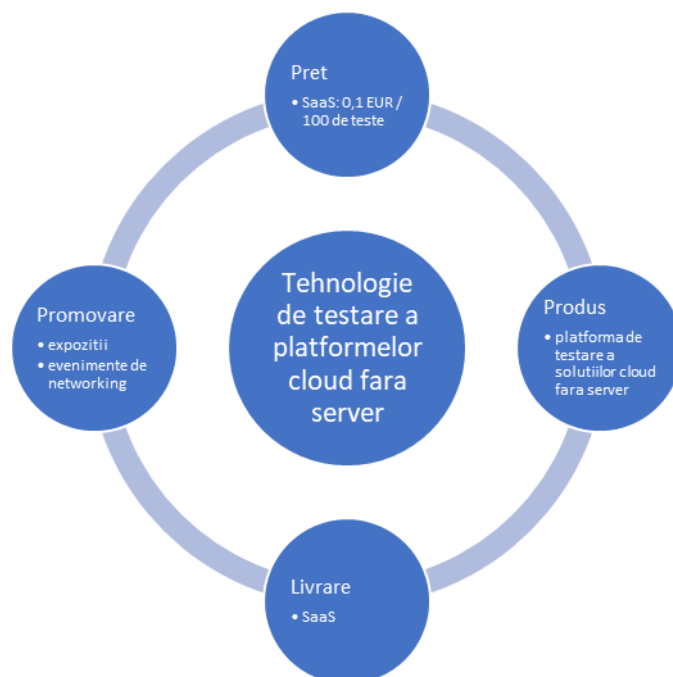 Pret
• SaaS: 0,1 EUR /
100 de teste
Tehnologie
de testare a
platformelor
cloud fara
server
Promovare
• expozitii
• evenimente de
networking
Produs
• platforma de
testare a
solutiilor cloud
fara server
Livrare
• SaaS